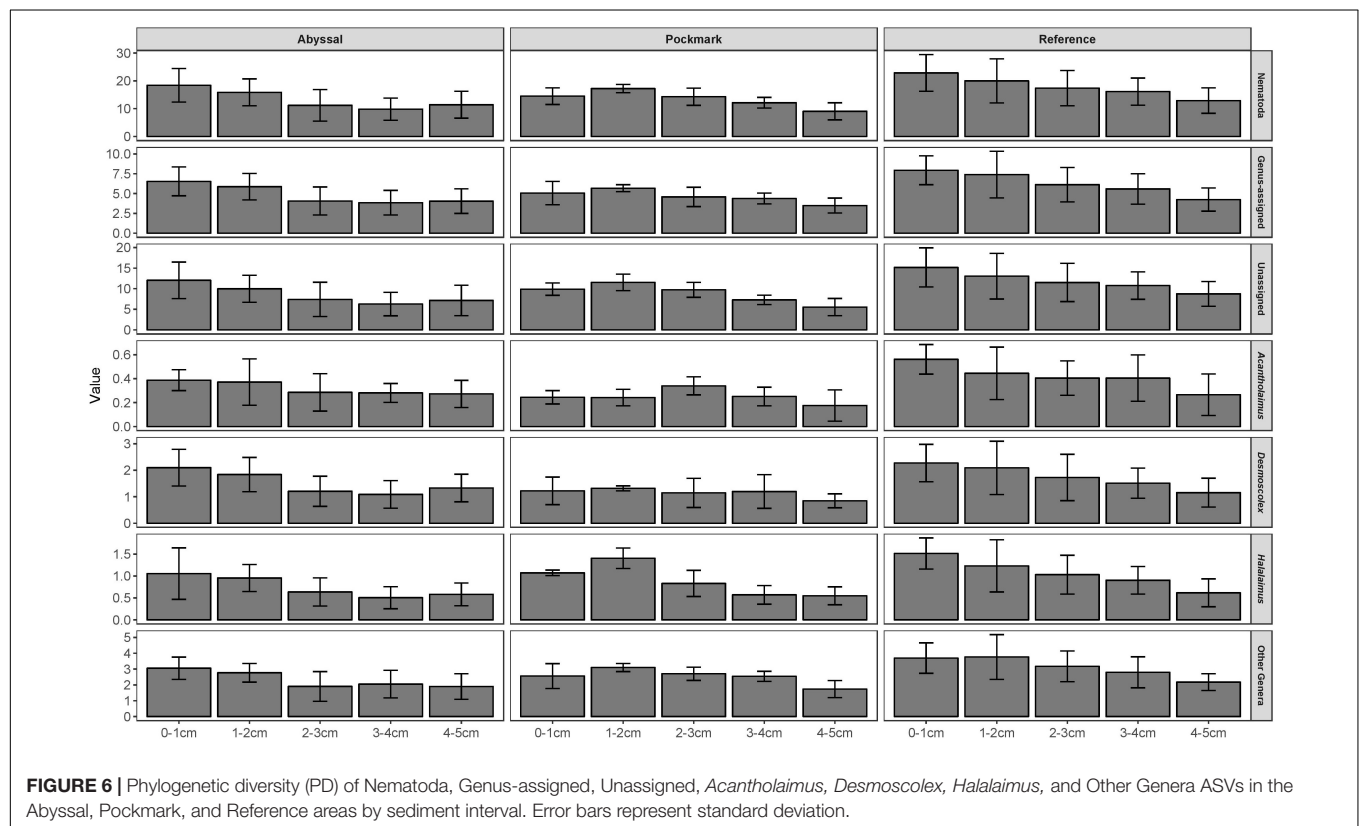 Abyssal Pockmark Reference
30
20
10
0
Nematoda
10.0
7.5
5.0
2.5
0.0
Genus-assigned
20
15
10
5
0
Unassigned
0.6
0.4
0.2
0.0
Acantholaimus
Value
3
2
1
0
Desmoscolex
1.5
1.0
0.5
0.0
Halalaimus
5
4
3
2
1
0
Other Genera
0-1cm 1-2cm 2-3cm 3-4cm 4-5cm 0-1cm 1-2cm 2-3cm 3-4cm 4-5cm 0-1cm 1-2cm 2-3cm 3-4cm 4-5cm
FIGURE 6 | Phylogenetic diversity (PD) of Nematoda, Genus-assigned, Unassigned, Acantholaimus, Desmoscolex, Halalaimus, and Other Genera ASVs in the
Abyssal, Pockmark, and Reference areas by sediment interval. Error bars represent standard deviation.